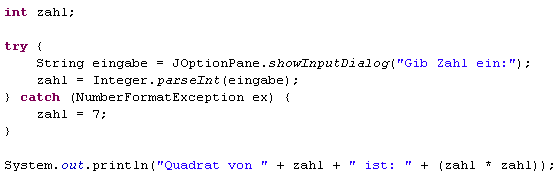 int zahl;
try {
String eingabe = JOptionPane.showInputDialog("Gib Zahl ein:");
zahl = Integer.parseInt(eingabe);
} catch (NumberFormatException ex) {
zahl = 7;
}
System.out.println("Quadrat von " + zahl + " ist: " + (zahl * zahl));